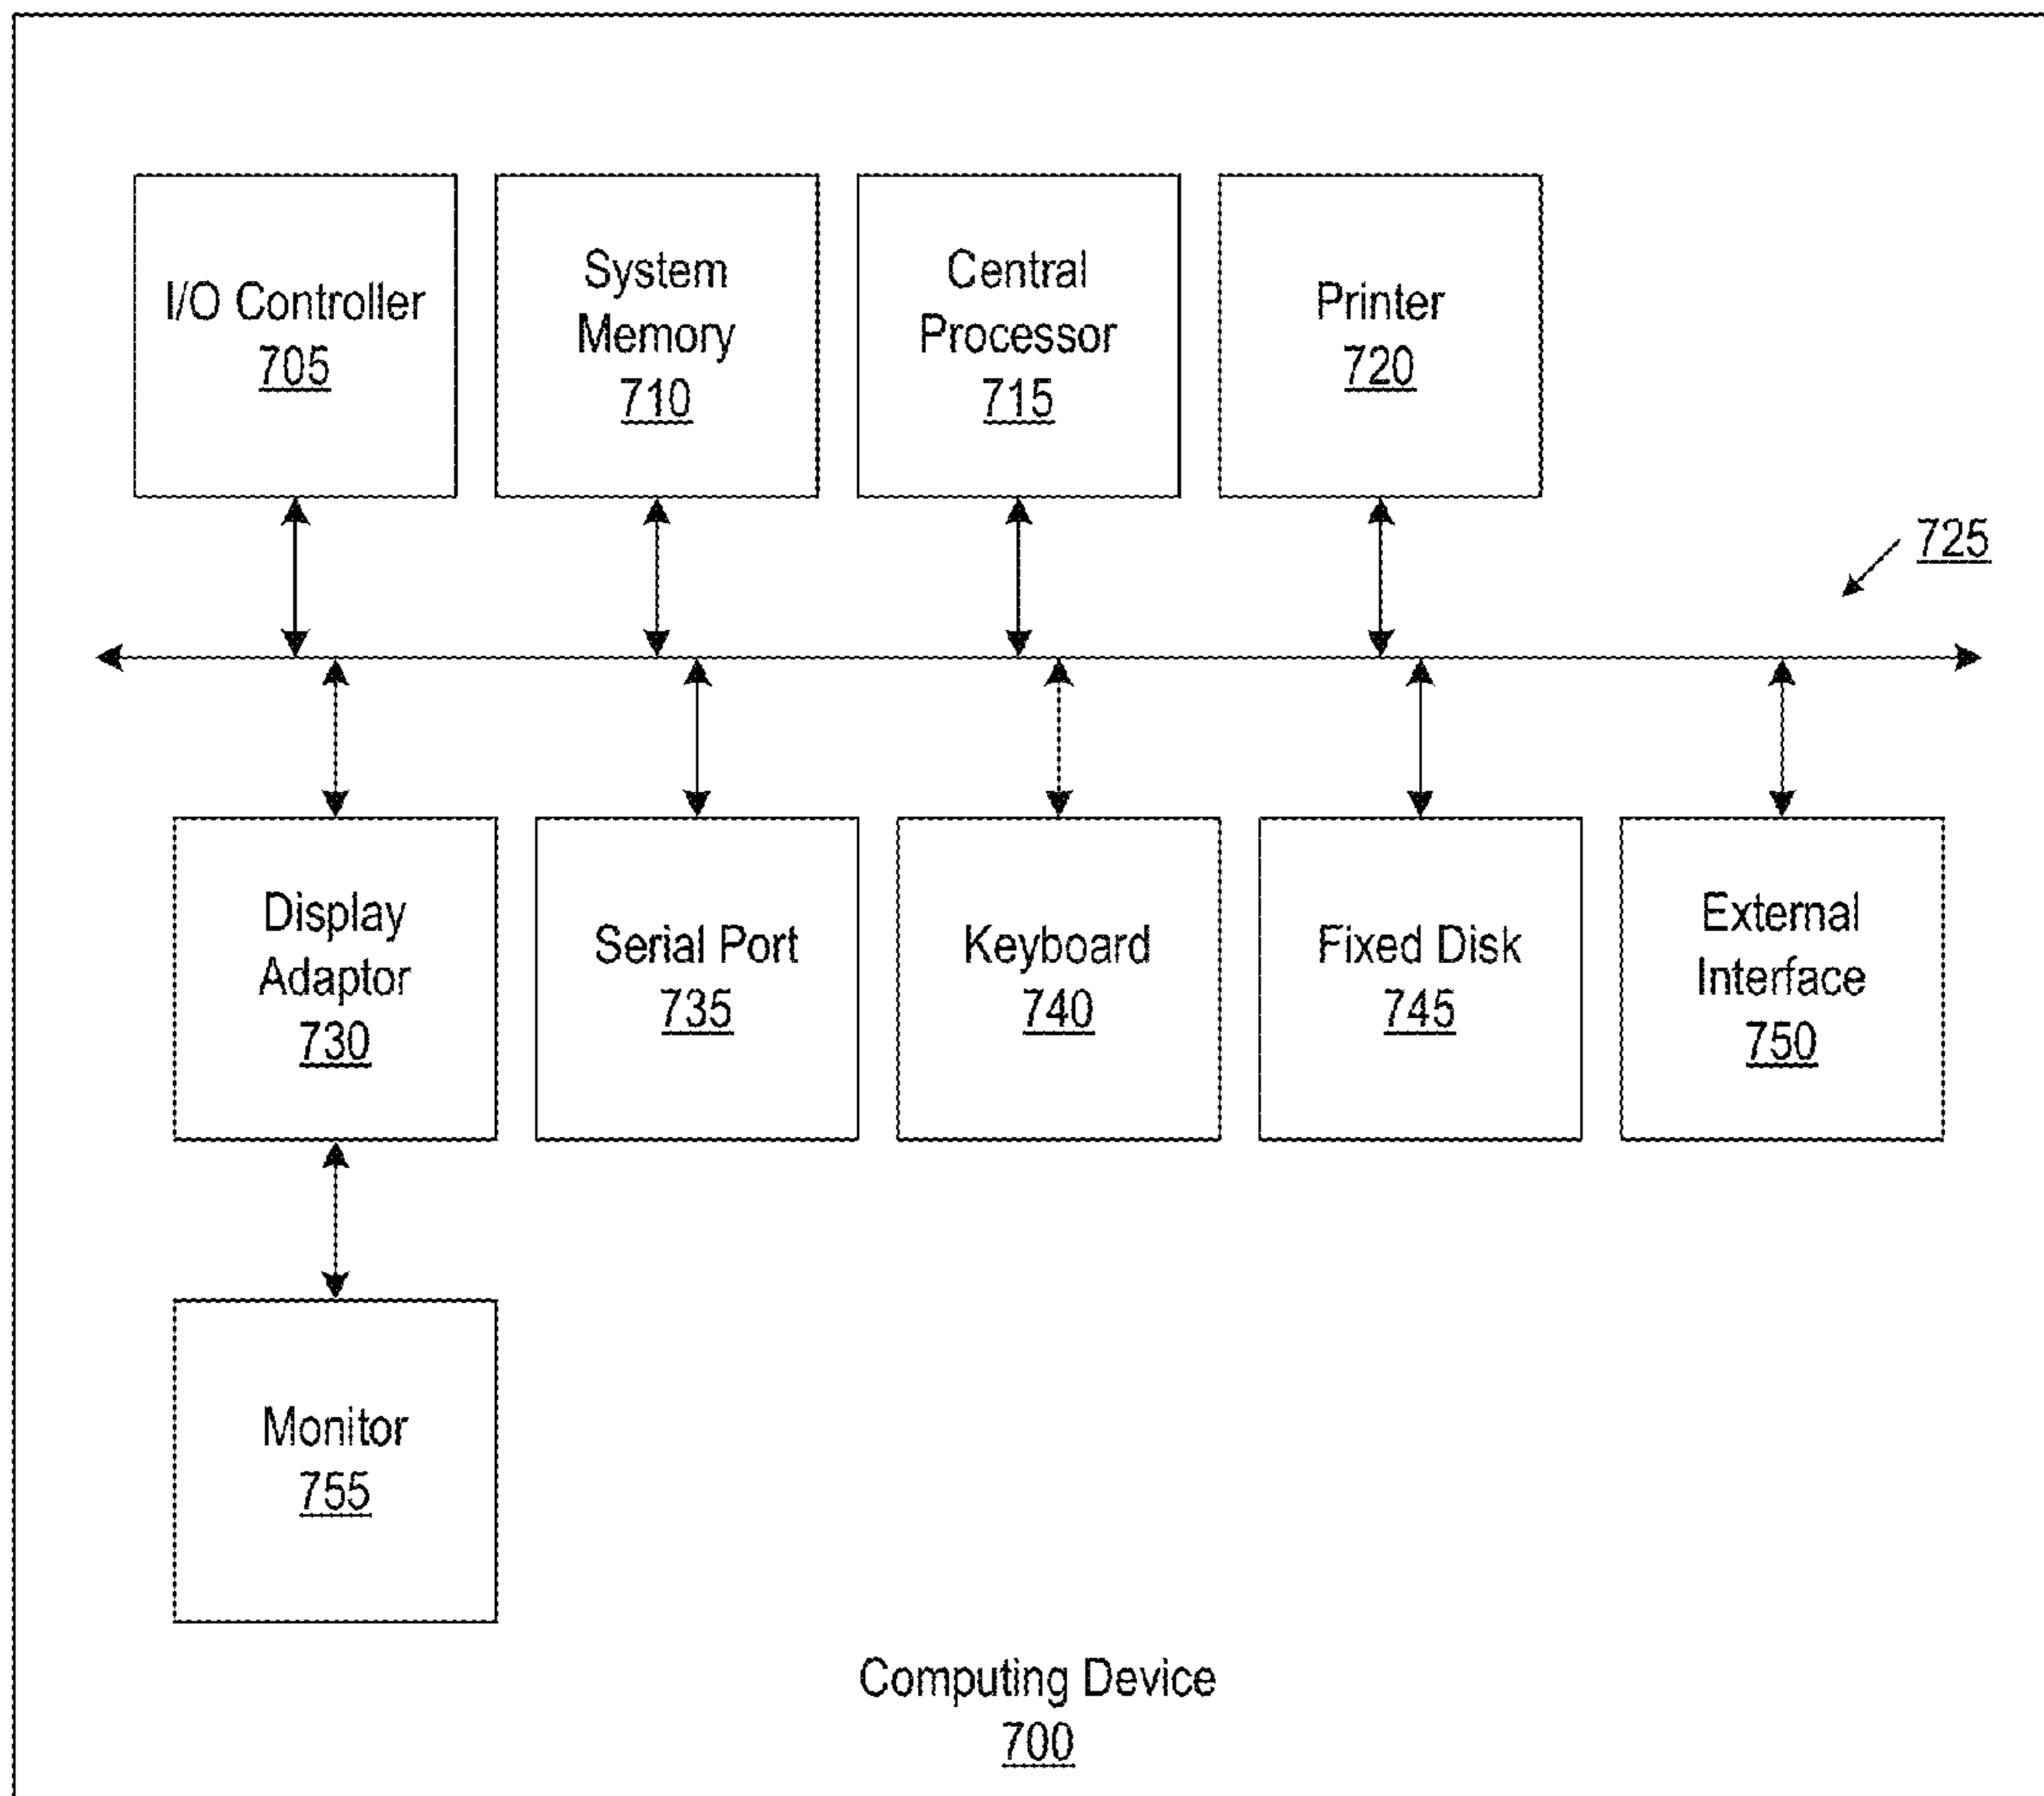 I/O Controller
705
System
Memory
710
Central
Processor
715
Printer
720
725
Display
Adaptor
730
Serial Port
735
Keyboard
740
Fixed Disk
745
External
Interface
750
Monitor
755
Computing Device
700